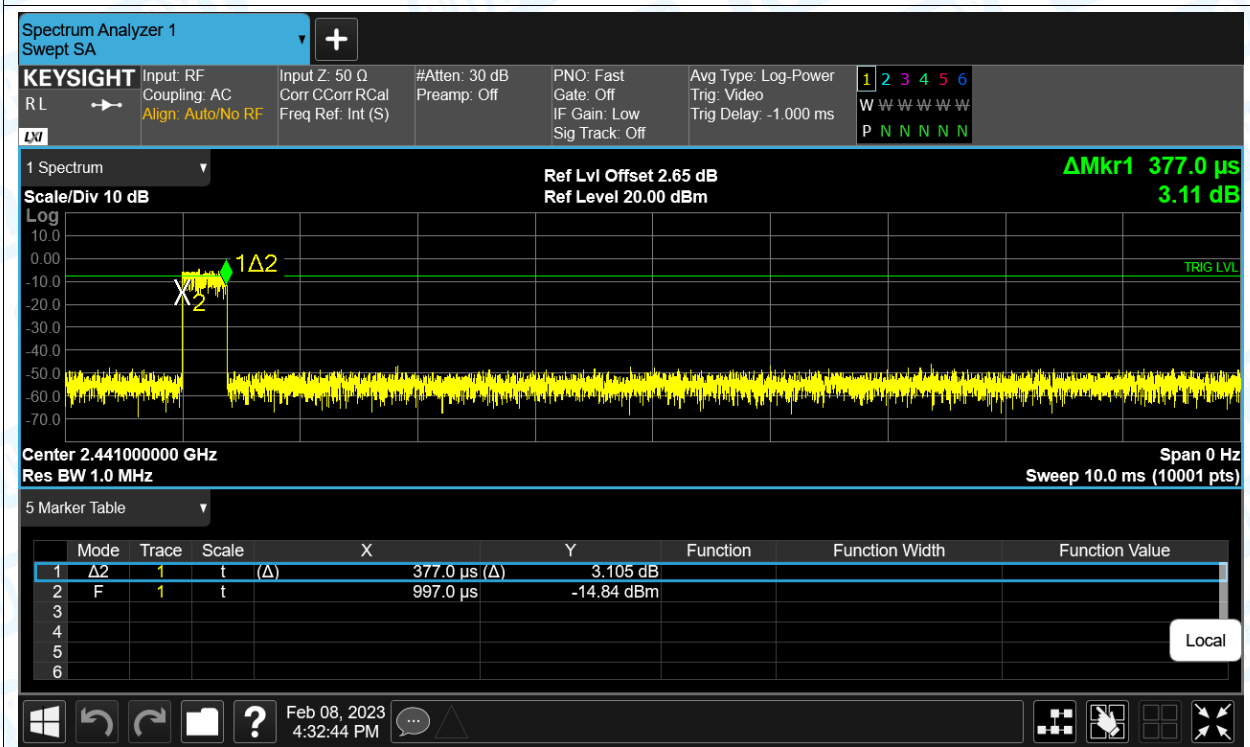 Spectrum Analyzer 1
Swept SA
+
KEYSIGHT Input: RF Input Z: 50 Ω #Atten: 30 dB PNO: Fast Avg Type: Log-Power 1 2 3 4 5 6
R L Coupling: AC Corr CCorr RCal Preamp: Off Gate: Off Trig: Video W W W W W W
Align: Auto/No RF Freq Ref: Int (S) IF Gain: Low Trig Delay: -1.000 ms
LXI Sig Track: Off P N N N N N
1 Spectrum
Ref Lvl Offset 2.65 dB ΔMkr1 377.0 µs
Scale/Div 10 dB Ref Level 20.00 dBm 3.11 dB
Log
10.0
0.00 1Δ2 TRIG LVL
-10.0
X2
-20.0
-30.0
-40.0
-50.0
-60.0
-70.0
Center 2.441000000 GHz Span 0 Hz
Res BW 1.0 MHz Sweep 10.0 ms (10001 pts)
5 Marker Table
Mode Trace Scale X Y Function Function Width Function Value
1 Δ2 1 t (Δ) 377.0 µs (Δ) 3.105 dB
2 F 1 t 997.0 µs -14.84 dBm
3
4
5
6
Local
? Feb 08, 2023
4:32:44 PM